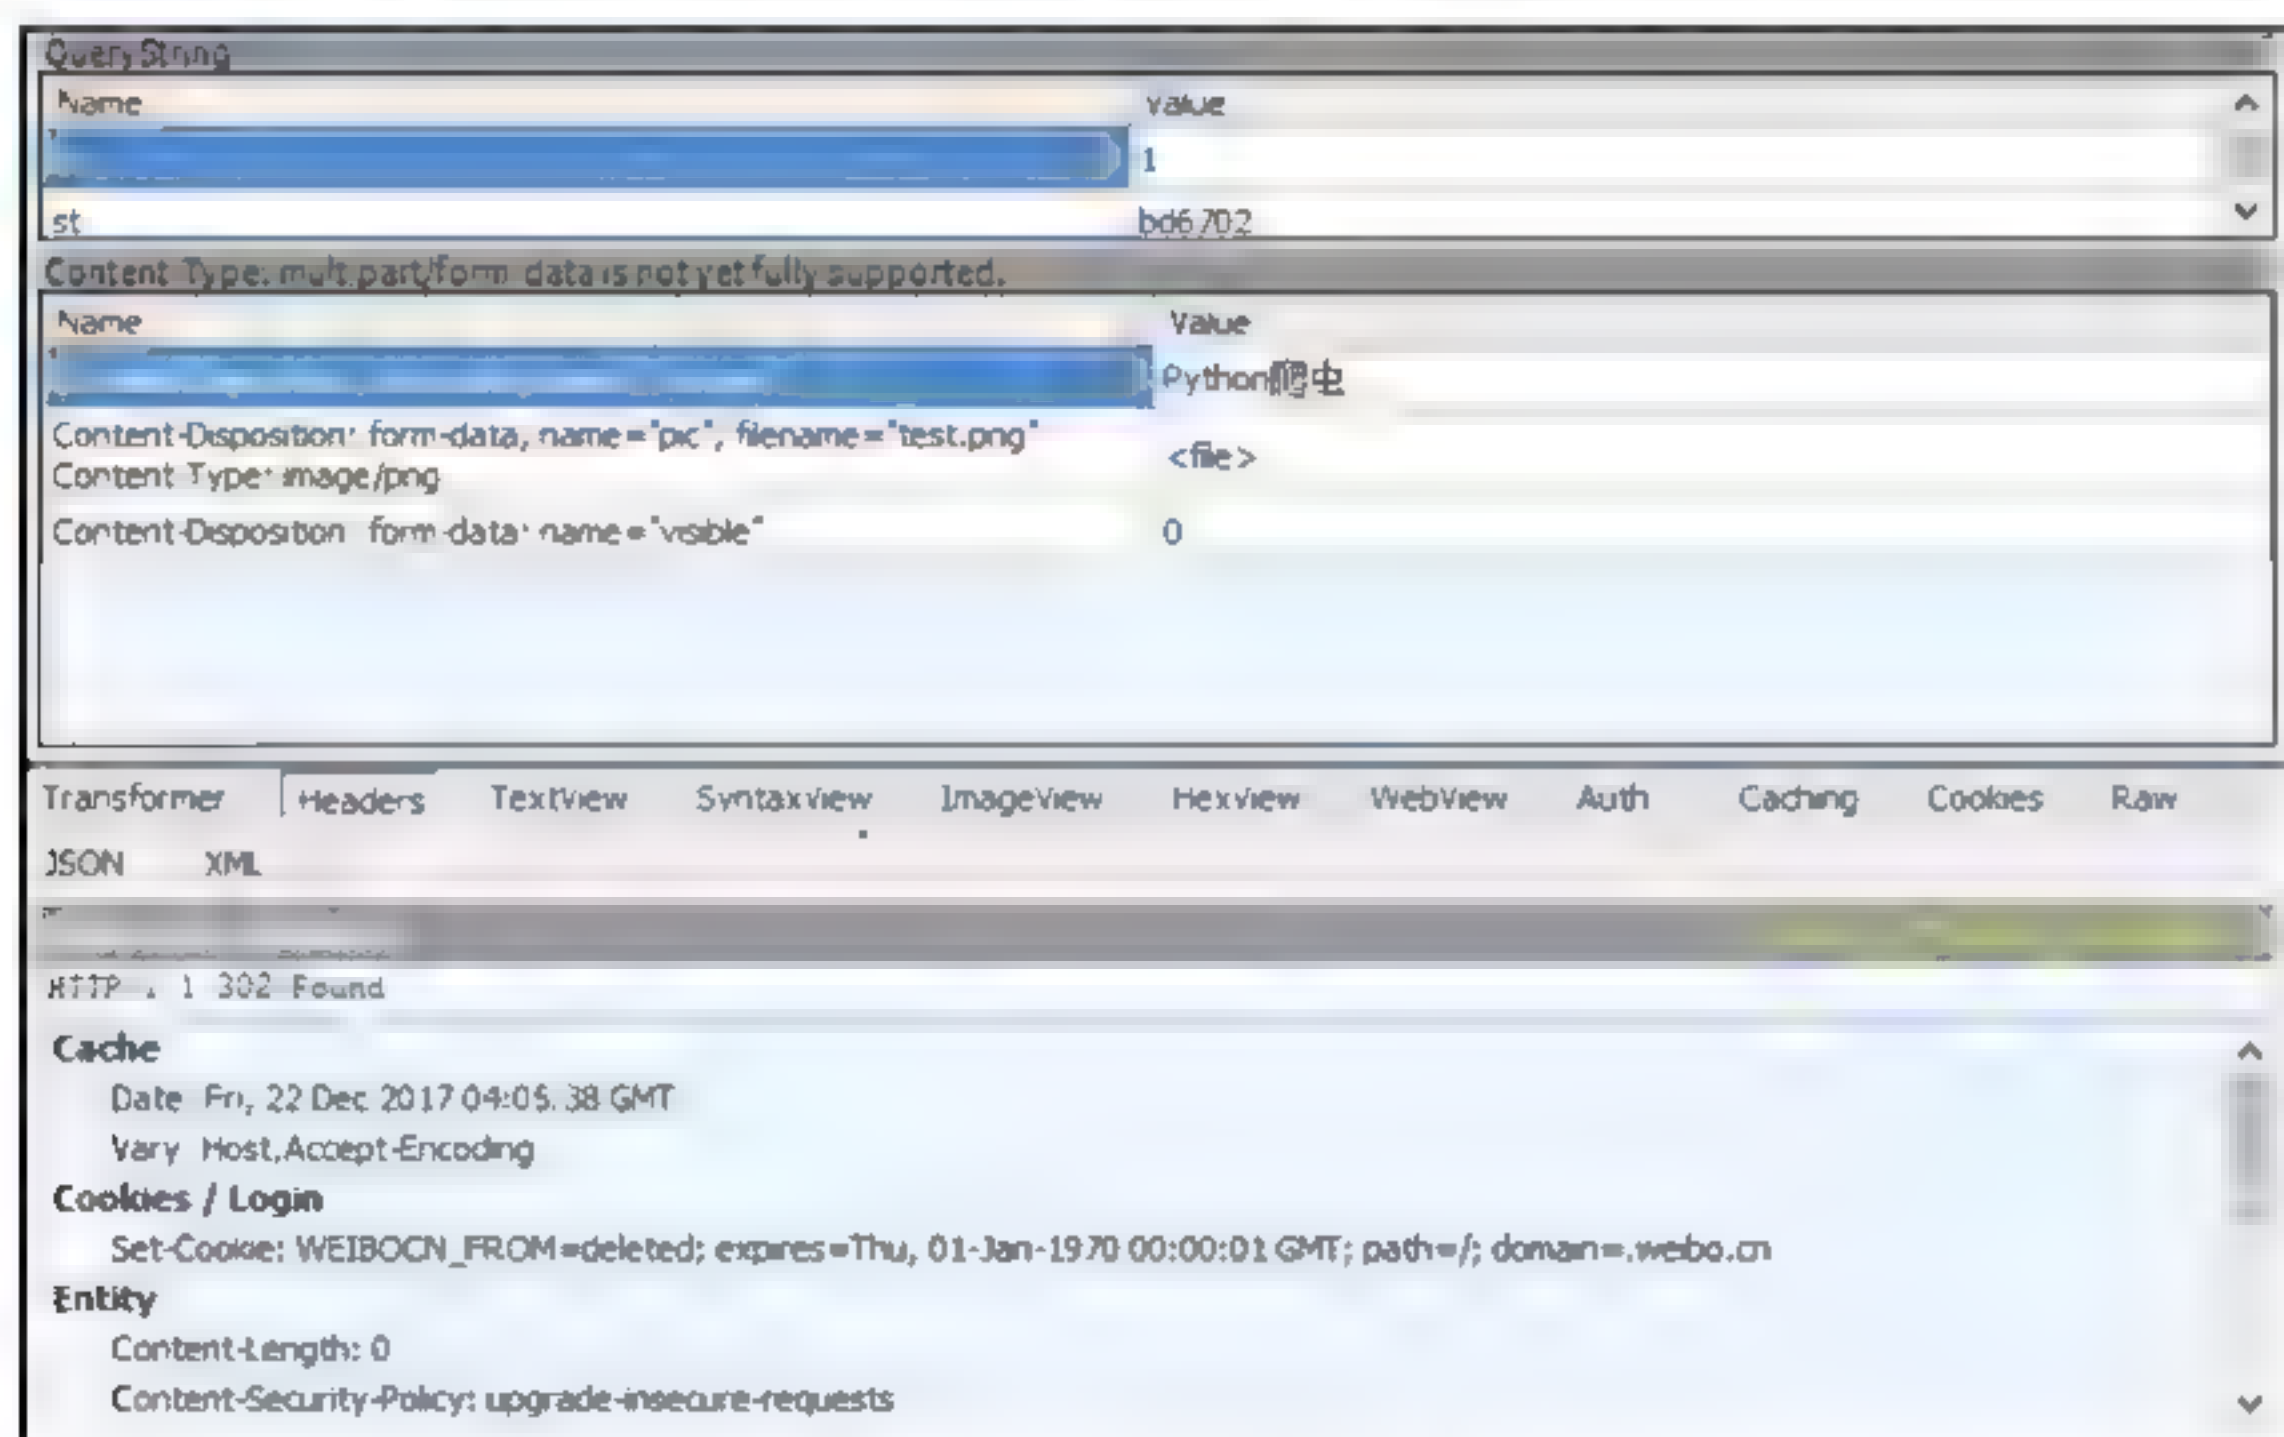 QueryString
Name Value
1
st bd6702
Content Type: multipart/form-data is not yet fully supported.
Name Value
Python爬虫
Content-Disposition: form-data, name="pic", filename="test.png" <file>
Content Type: image/png
Content-Disposition form-data: name="visible" 0
Transformer Headers TextView SyntaxView ImageView HexView WebView Auth Caching Cookies Raw
JSON XML
302 Found
Cache
Date Fri, 22 Dec 2017 04:05:38 GMT
Vary Host,Accept-Encoding
Cookies / Login
Set-Cookie: WEIBOCN_FROM=deleted; expires=Thu, 01-Jan-1970 00:00:01 GMT; path=/; domain=.weibo.cn
Entity
Content-Length: 0
Content-Security-Policy: upgrade-insecure-requests